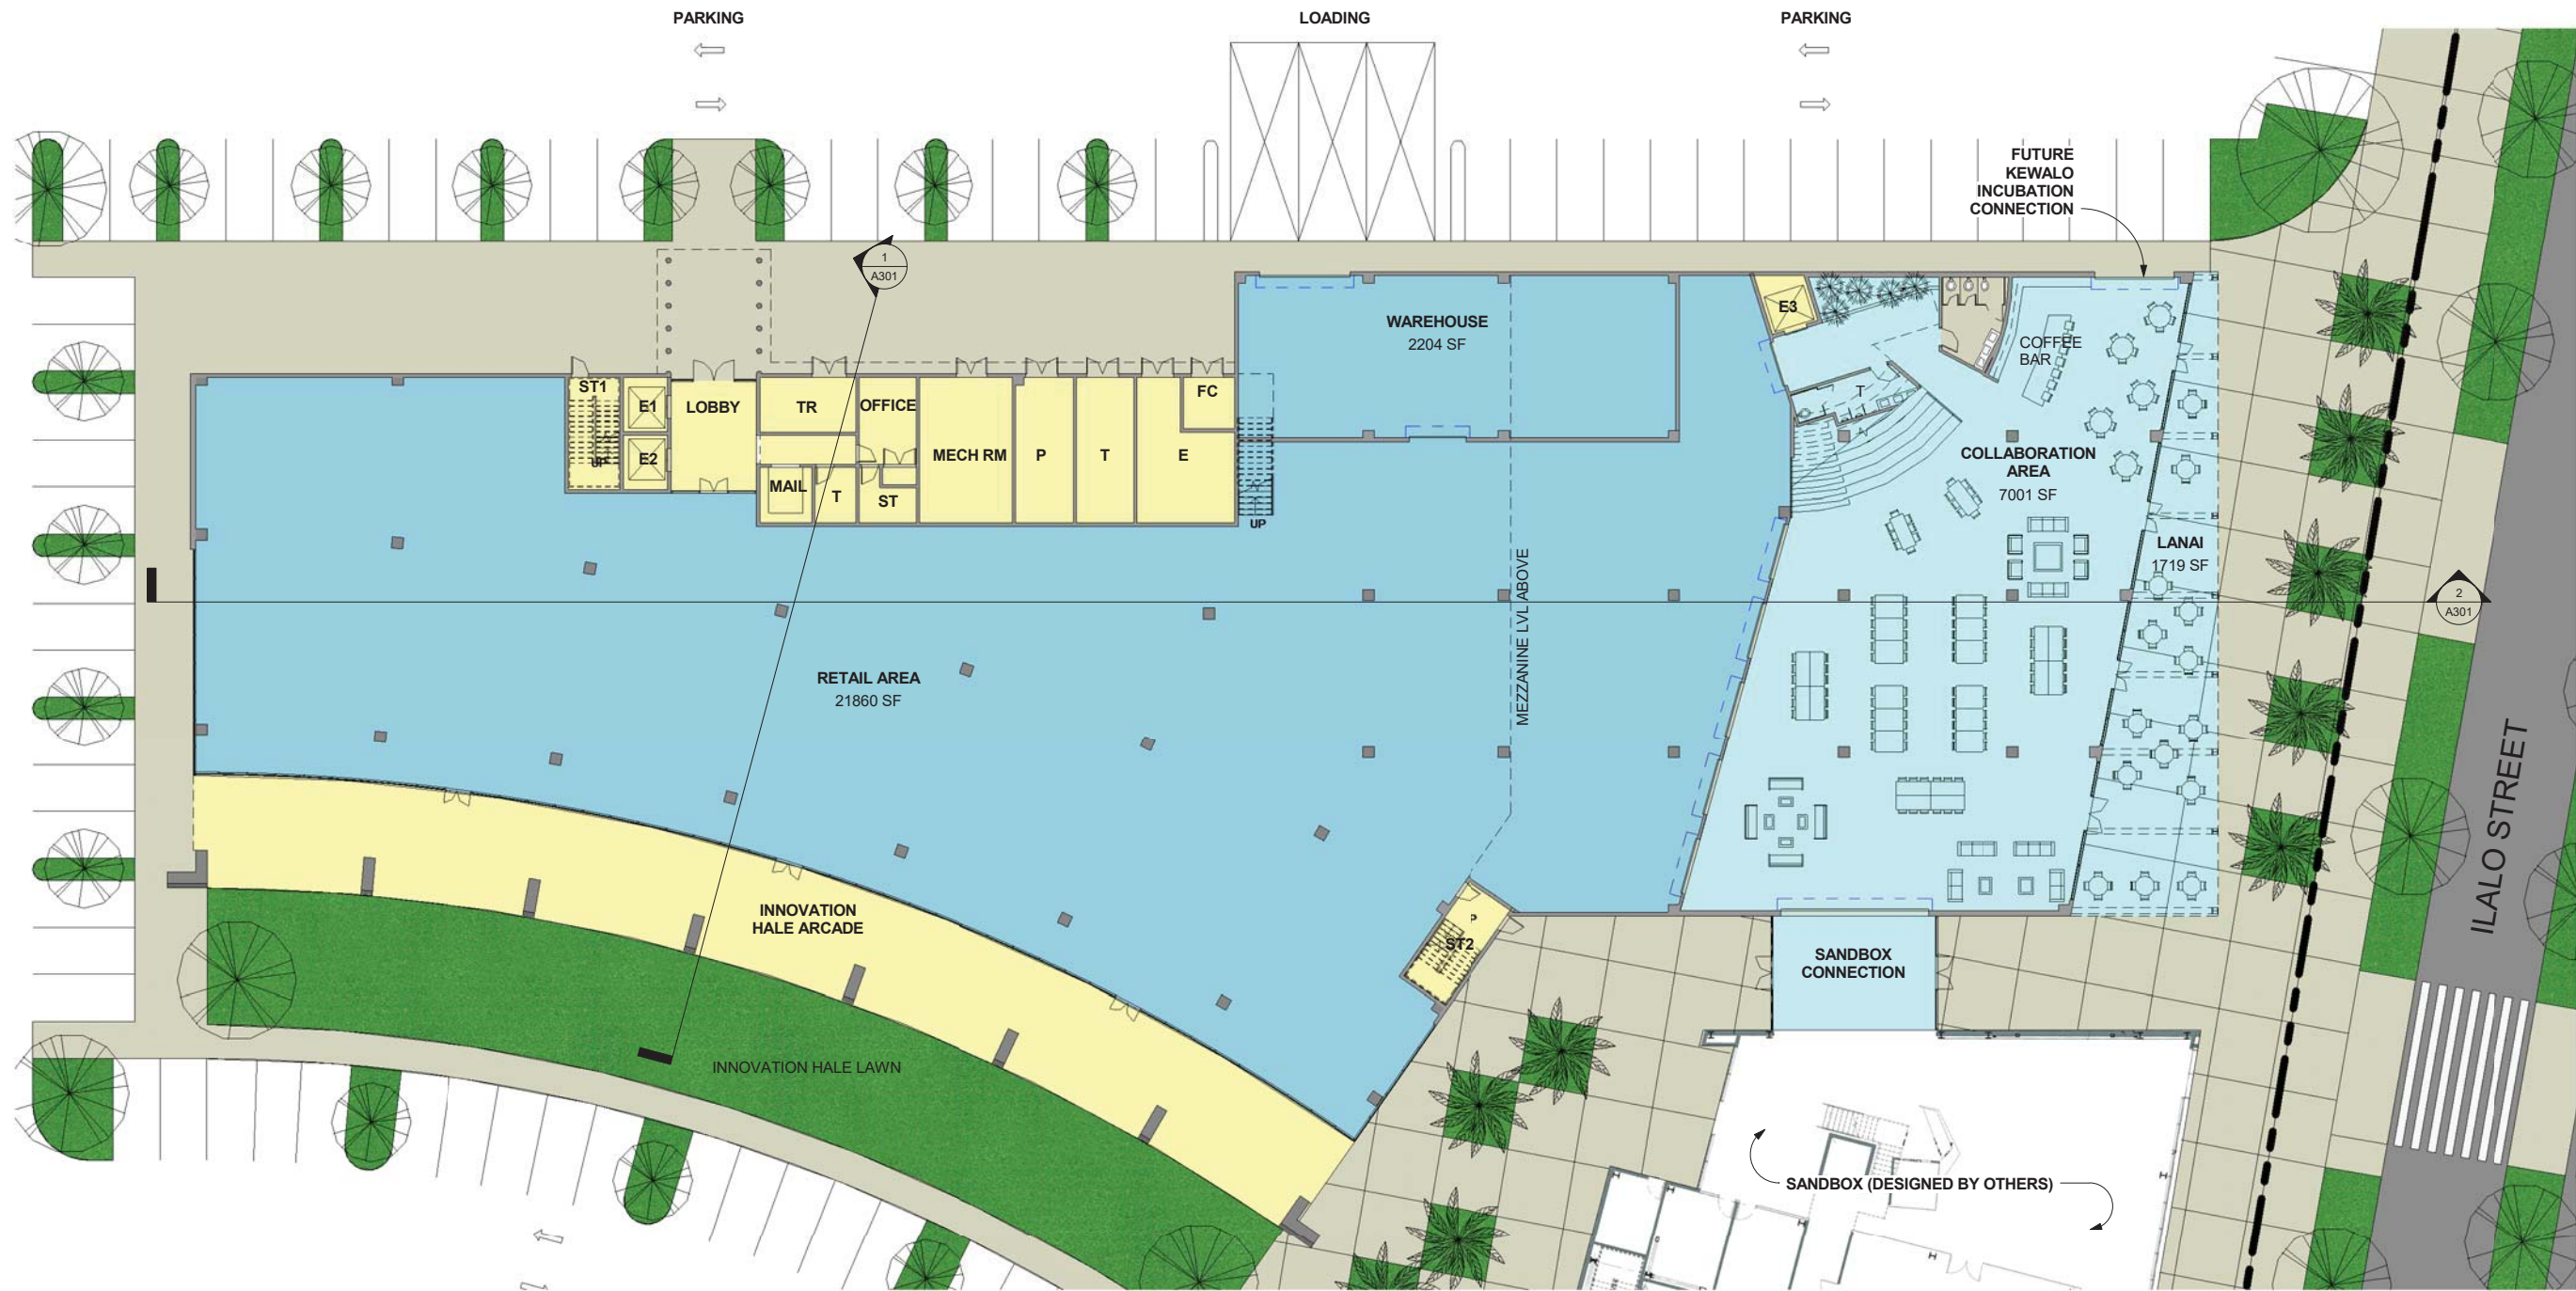 PARKING
LOADING
PARKING
FUTURE
KEWALO
INCUBATION
CONNECTION
1
A301
E3
WAREHOUSE
2204 SF
COFFEE
BAR
ST1
E1
LOBBY
TR
OFFICE
FC
T
E2
UP
MECH RM
P
T
E
MAIL
T
ST
UP
COLLABORATION
AREA
7001 SF
LANAI
1719 SF
MEZZANINE LVL ABOVE
2
A301
RETAIL AREA
21860 SF
ILALO STREET
INNOVATION
HALE ARCADE
P
ST2
SANDBOX
CONNECTION
INNOVATION HALE LAWN
SANDBOX (DESIGNED BY OTHERS)